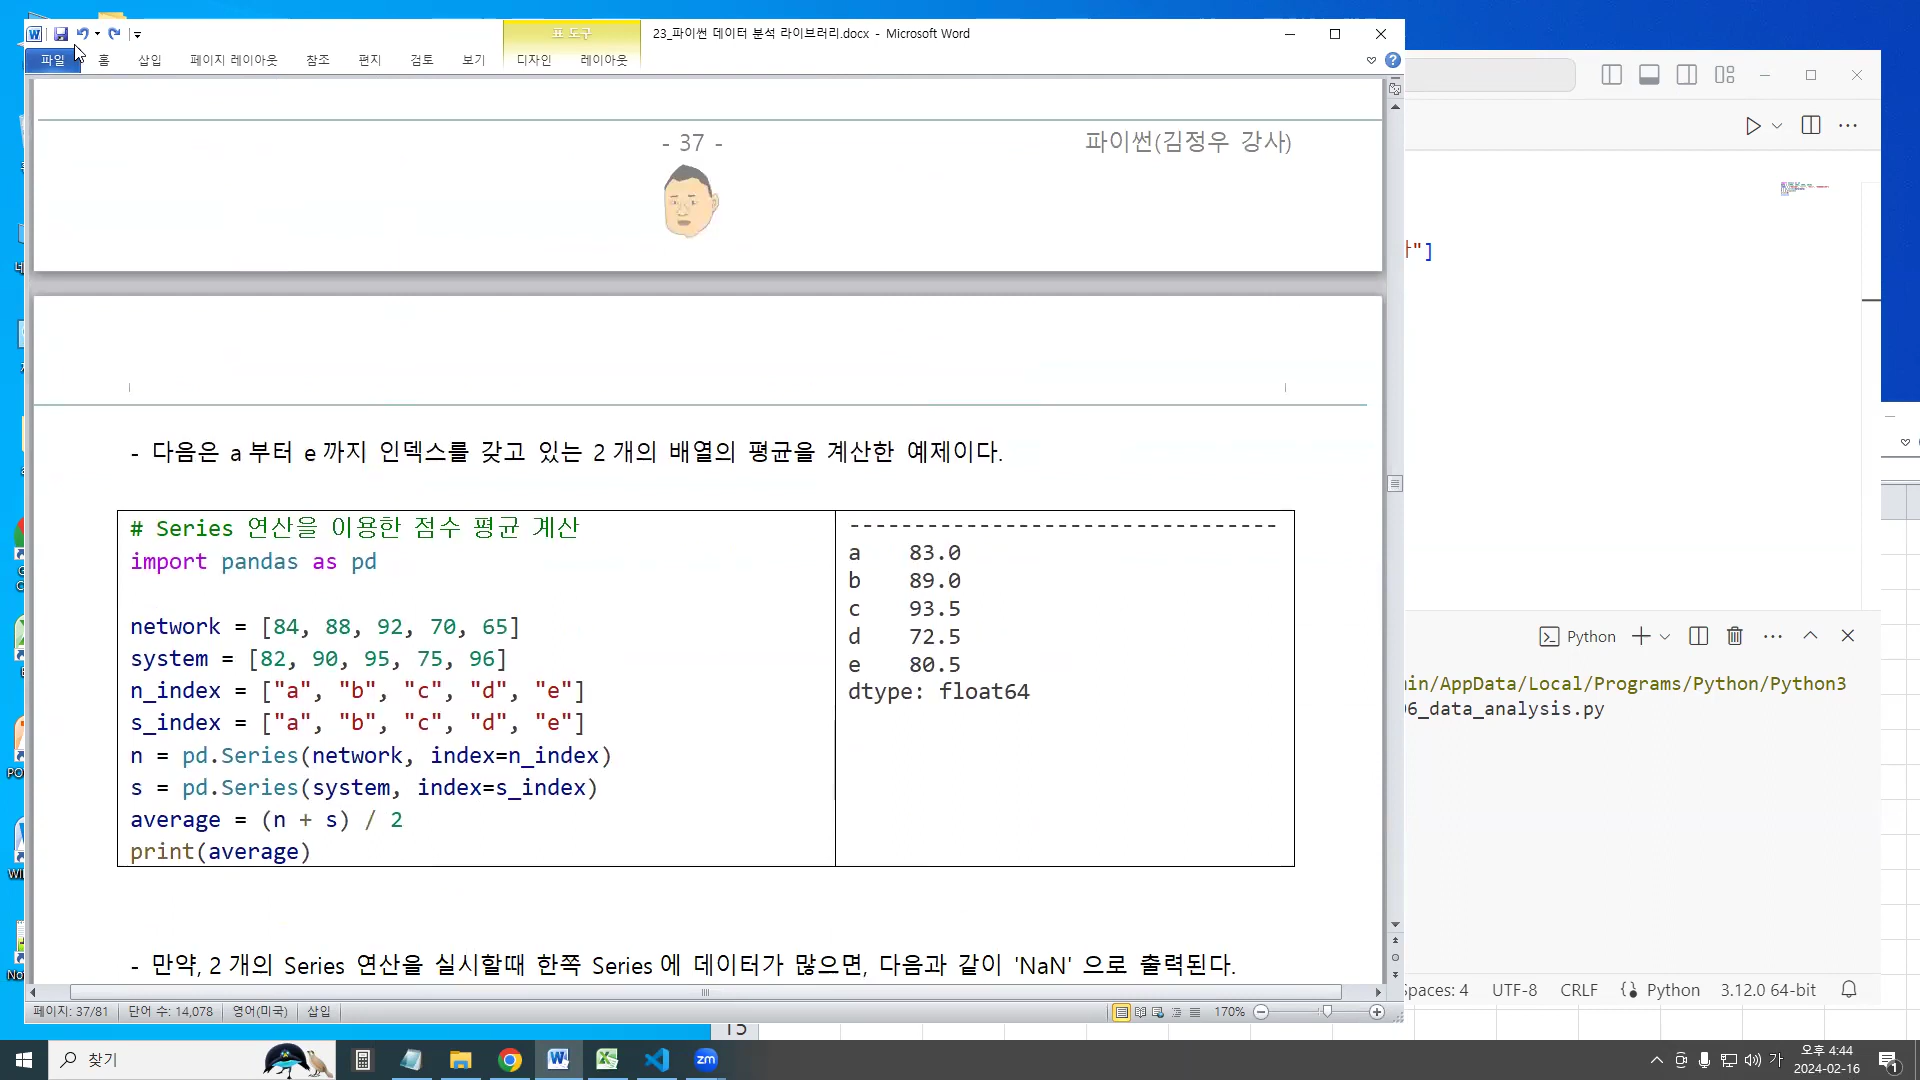 23_파이썬 데이터 분석 라이브러리.docx - Microsoft Word
표 도구
파일 홈 삽입 페이지 레이아웃 참조 편지 검토 보기 디자인 레이아웃
- 37 -
파이썬(김정우 강사)
- 다음은 a 부터 e 까지 인덱스를 갖고 있는 2 개의 배열의 평균을 계산한 예제이다.
# Series 연산을 이용한 점수 평균 계산
import pandas as pd
network = [84, 88, 92, 70, 65]
system = [82, 90, 95, 75, 96]
n_index = ["a", "b", "c", "d", "e"]
s_index = ["a", "b", "c", "d", "e"]
n = pd.Series(network, index=n_index)
s = pd.Series(system, index=s_index)
average = (n + s) / 2
print(average)
---------------------------------
a 83.0
b 89.0
c 93.5
d 72.5
e 80.5
dtype: float64
- 만약, 2 개의 Series 연산을 실시할때 한쪽 Series 에 데이터가 많으면, 다음과 같이 'NaN' 으로 출력된다.
페이지: 37/81 단어 수: 14,078 영어(미국) 삽입 170%
"]
Python
in/AppData/Local/Programs/Python/Python3
6_data_analysis.py
Spaces: 4 UTF-8 CRLF Python 3.12.0 64-bit
15
찾기
zm
가
오후 4:44
2024-02-16
1